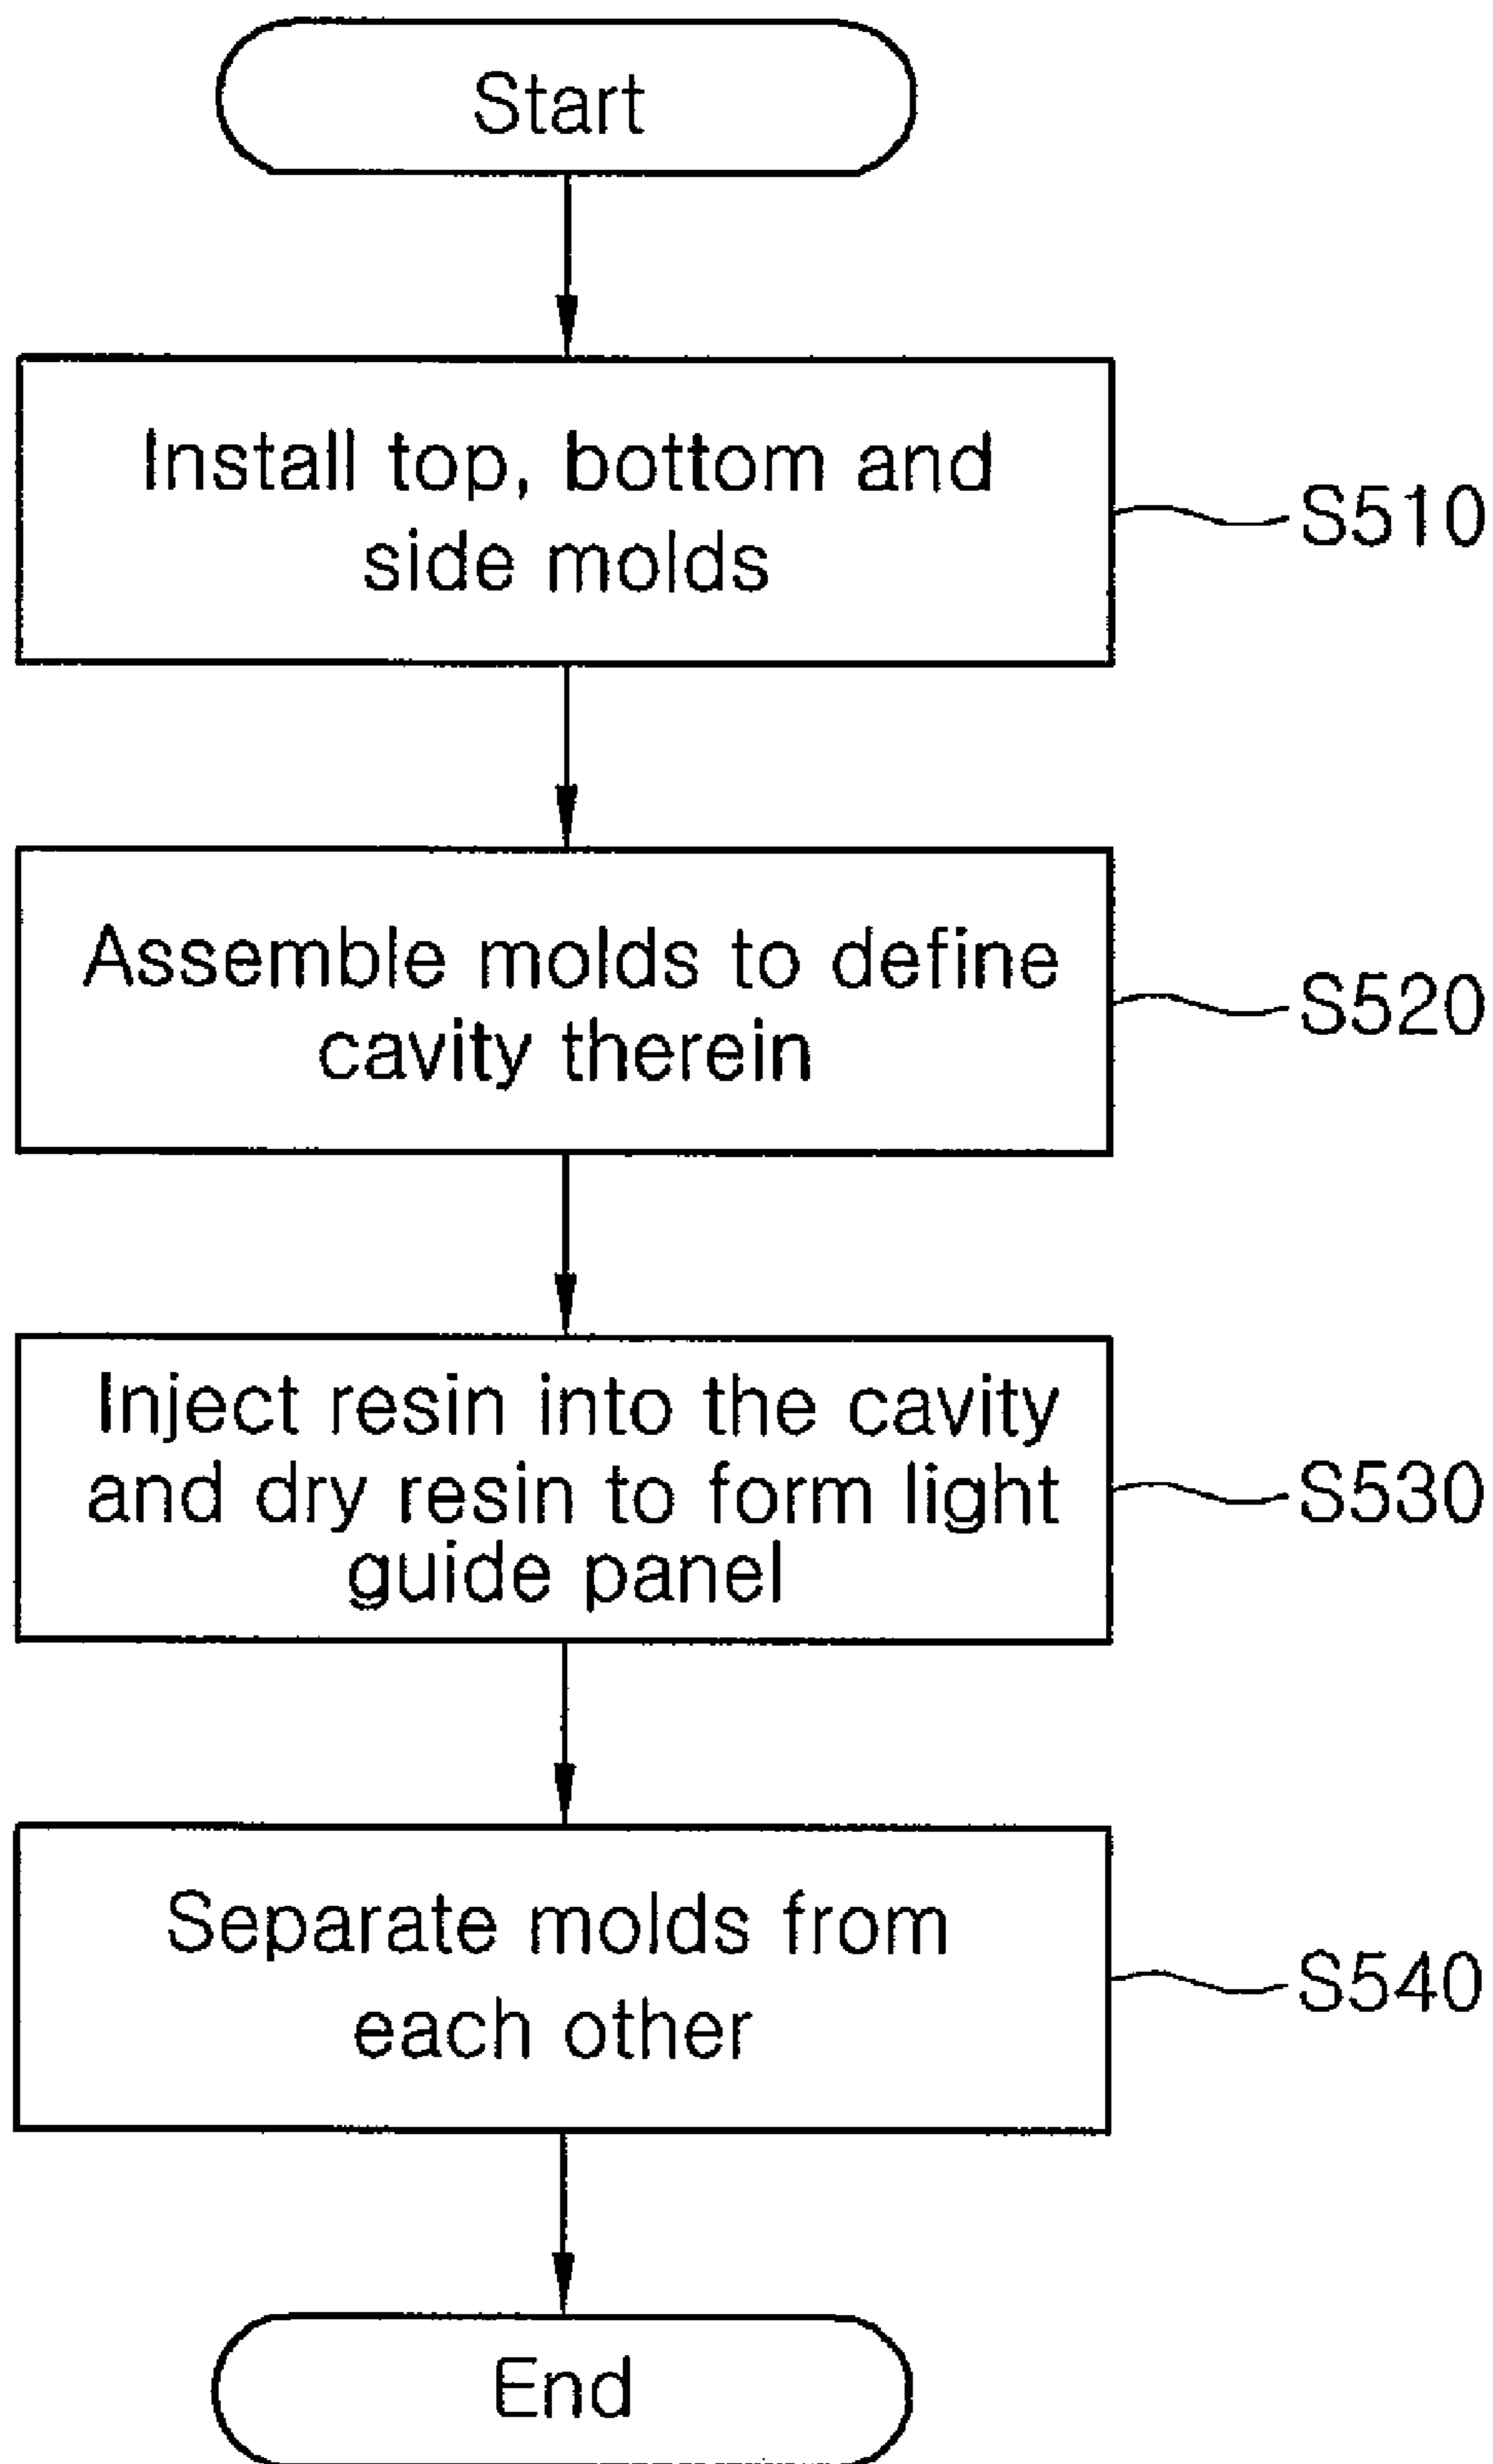 Start
Install top, bottom and
side molds
S510
Assemble molds to define
cavity therein
S520
Inject resin into the cavity
and dry resin to form light
guide panel
S530
Separate molds from
each other
S540
End